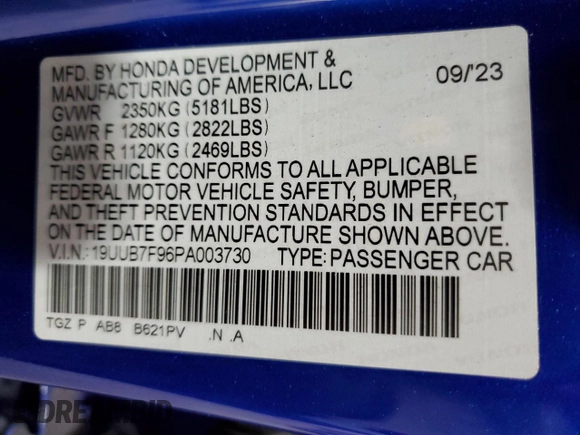 MFD. BY HONDA DEVELOPMENT &
MANUFACTURING OF AMERICA, LLC 09/'23
GVWR 2350KG (5181LBS)
GAWR F 1280KG (2822LBS)
GAWR R 1120KG (2469LBS)
THIS VEHICLE CONFORMS TO ALL APPLICABLE
FEDERAL MOTOR VEHICLE SAFETY, BUMPER,
AND THEFT PREVENTION STANDARDS IN EFFECT
ON THE DATE OF MANUFACTURE SHOWN ABOVE.
V.I.N.: 19UUB7F96PA003730 TYPE: PASSENGER CAR
TGZ P AB8 B621PV .N .A